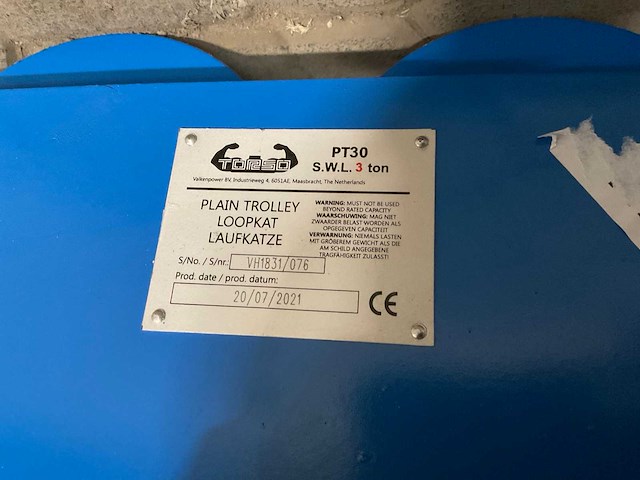 TORSO
PT30
S.W.L. 3 ton
Valkenpower BV, Industrieweg 4, 6051AE, Maasbracht, The Netherlands
PLAIN TROLLEY
LOOPKAT
LAUFKATZE
WARNING: MUST NOT BE USED
BEYOND RATED CAPACITY
WAARSCHUWING: MAG NIET
ZWAARDER BELAST WORDEN ALS
OPGEGEVEN CAPACITEIT
VERWARNUNG: NIEMALS LASTEN
MIT GRÖßEREM GEWICHT ALS DIE
AM SCHILD ANGEGEBENE
TRAGFÄHIGKEIT ZULASST!
S/No. / S/nr.: VH1831/076
Prod. date / prod. datum:
20/07/2021
CE